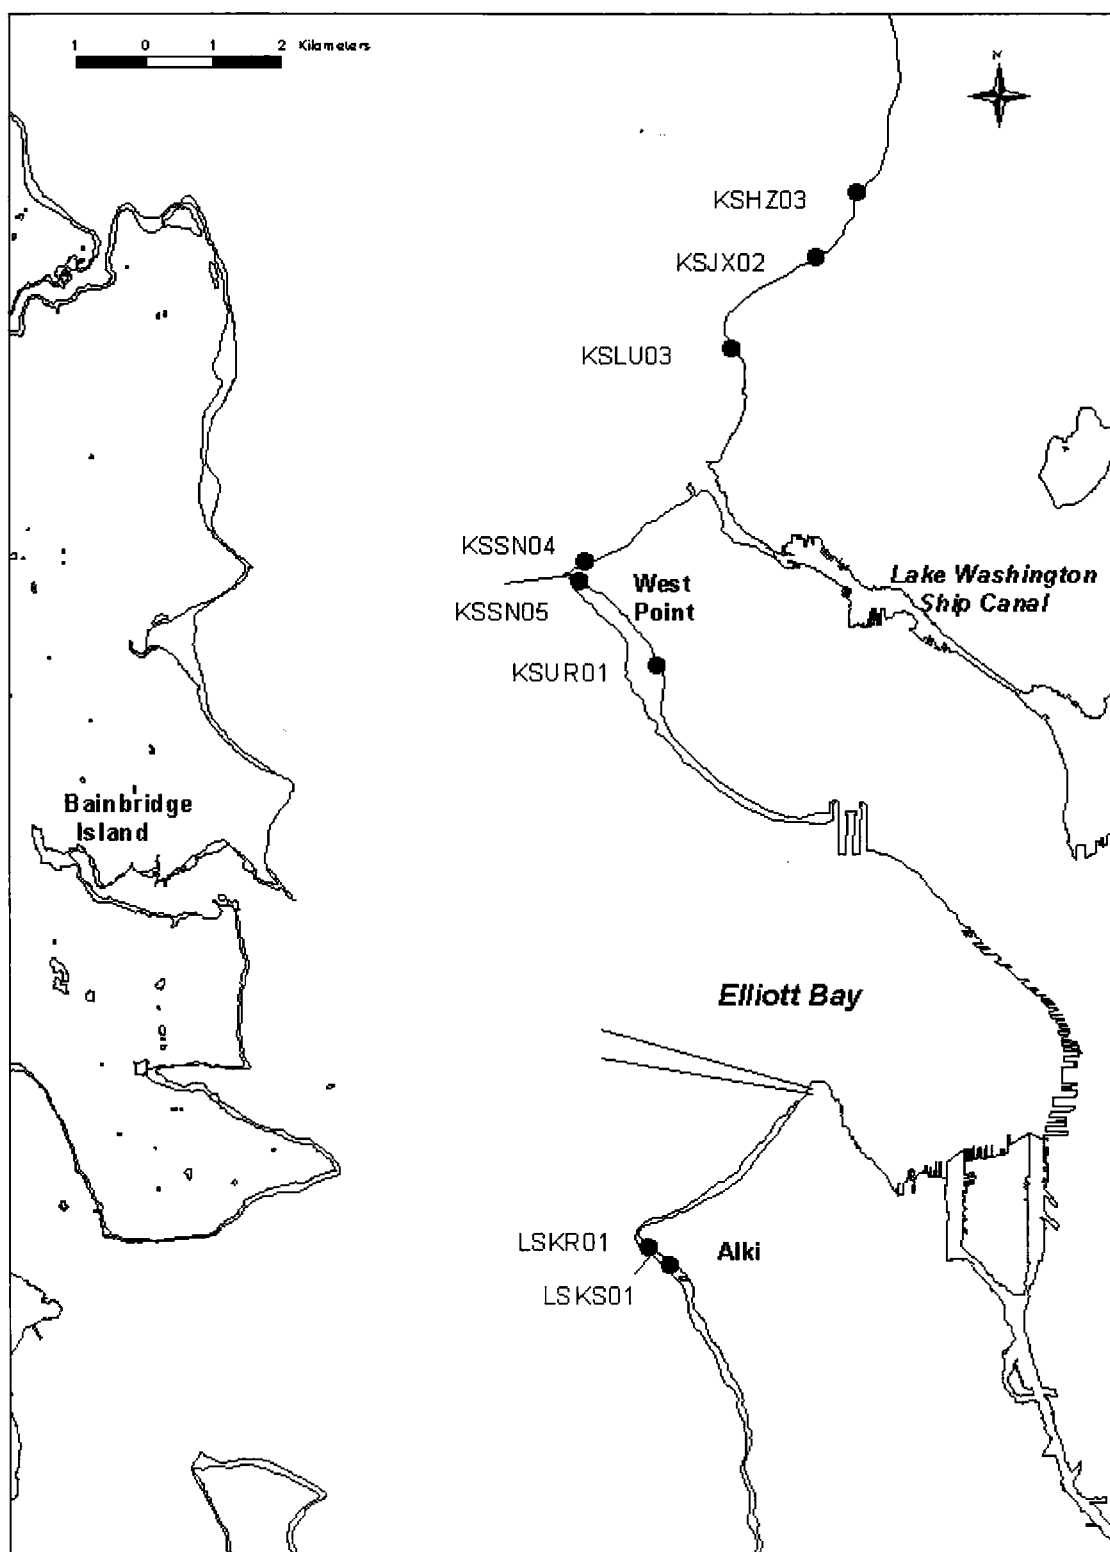 1 0 1 2 Kilometers
N
KSHZ03
KSJX02
KSLU03
KSSN04
KSSN05
West
Point
Lake Washington
Ship Canal
KSUR01
Bainbridge
Island
Elliott Bay
LSKR01
Alki
LSKS01